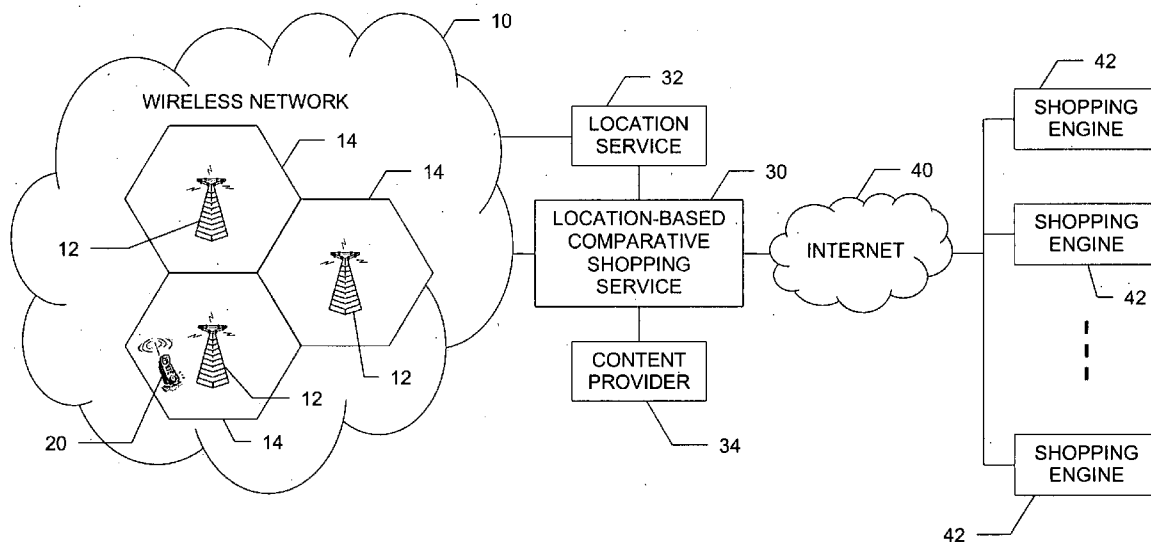 10
WIRELESS NETWORK
14
14
12
12
12
20
14
32
LOCATION
SERVICE
30
LOCATION-BASED
COMPARATIVE
SHOPPING
SERVICE
CONTENT
PROVIDER
34
40
INTERNET
42
SHOPPING
ENGINE
SHOPPING
ENGINE
42
SHOPPING
ENGINE
42